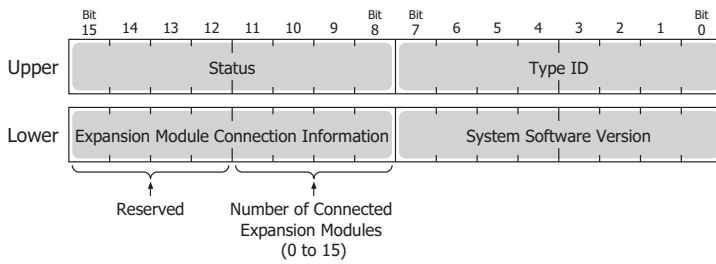 Bit Bit Bit Bit
15 14 13 12 11 10 9 8 7 6 5 4 3 2 1 0
Upper Status Type ID
Lower Expansion Module Connection Information System Software Version
Reserved Number of Connected
Expansion Modules
(0 to 15)